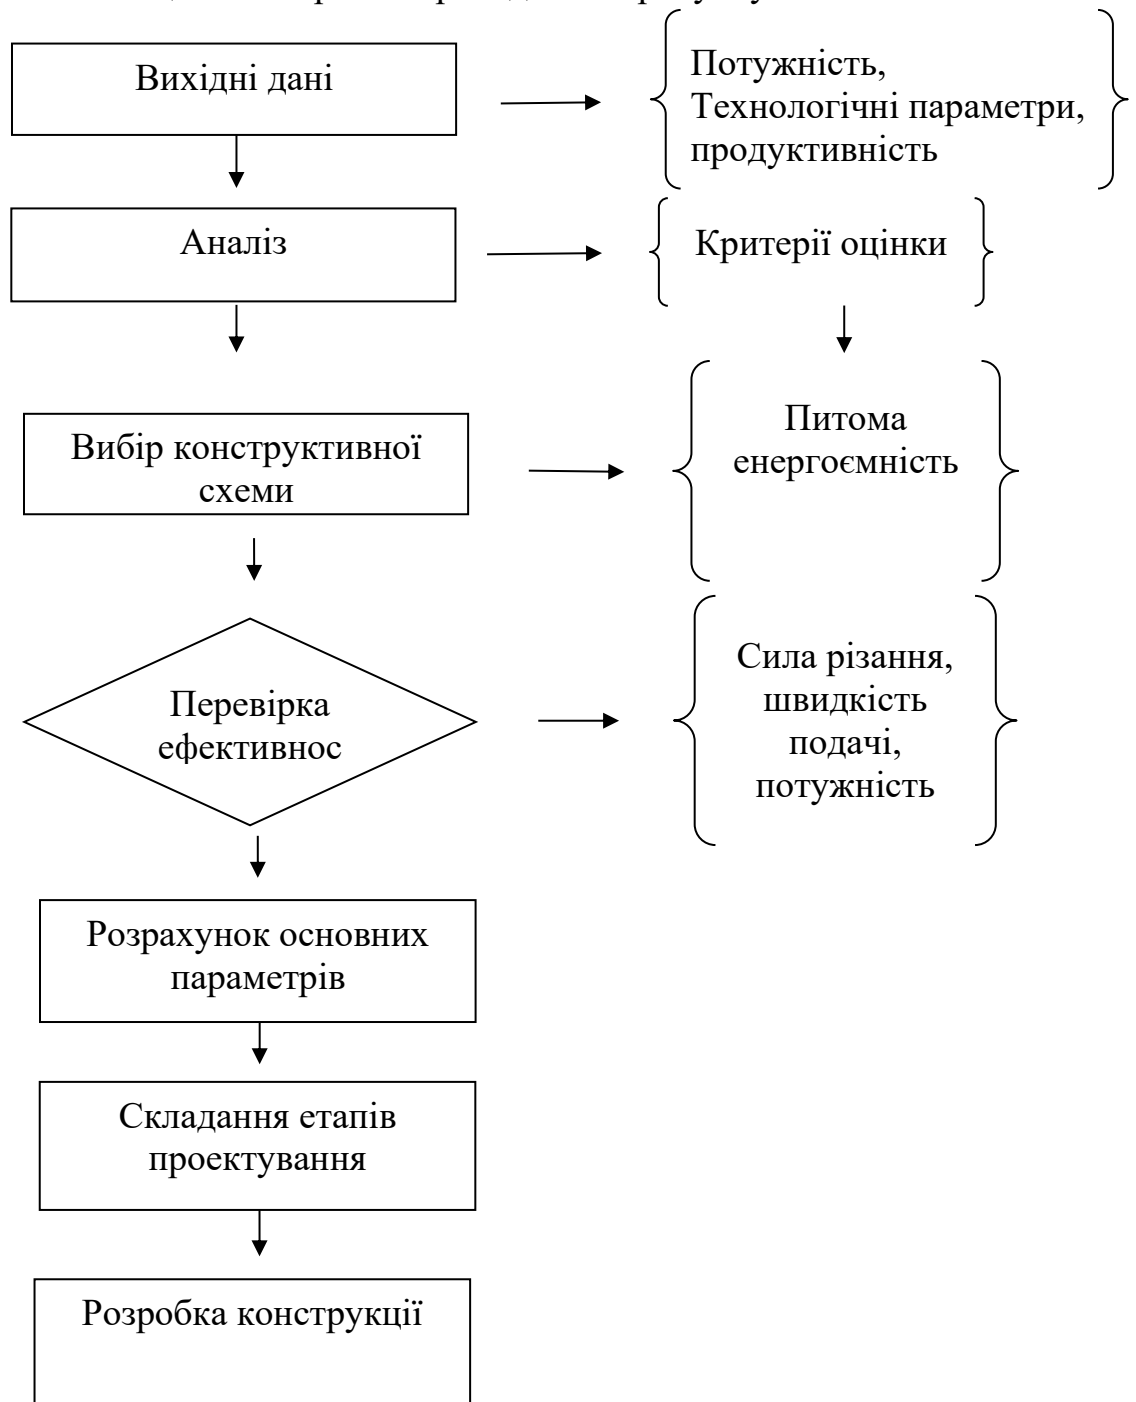 Вихідні дані
Потужність,
Технологічні параметри,
продуктивність
Аналіз
Критерії оцінки
Вибір конструктивної
схеми
Питома
енергоємність
Перевірка
ефективнос
Сила різання,
швидкість
подачі,
потужність
Розрахунок основних
параметрів
Складання етапів
проектування
Розробка конструкції